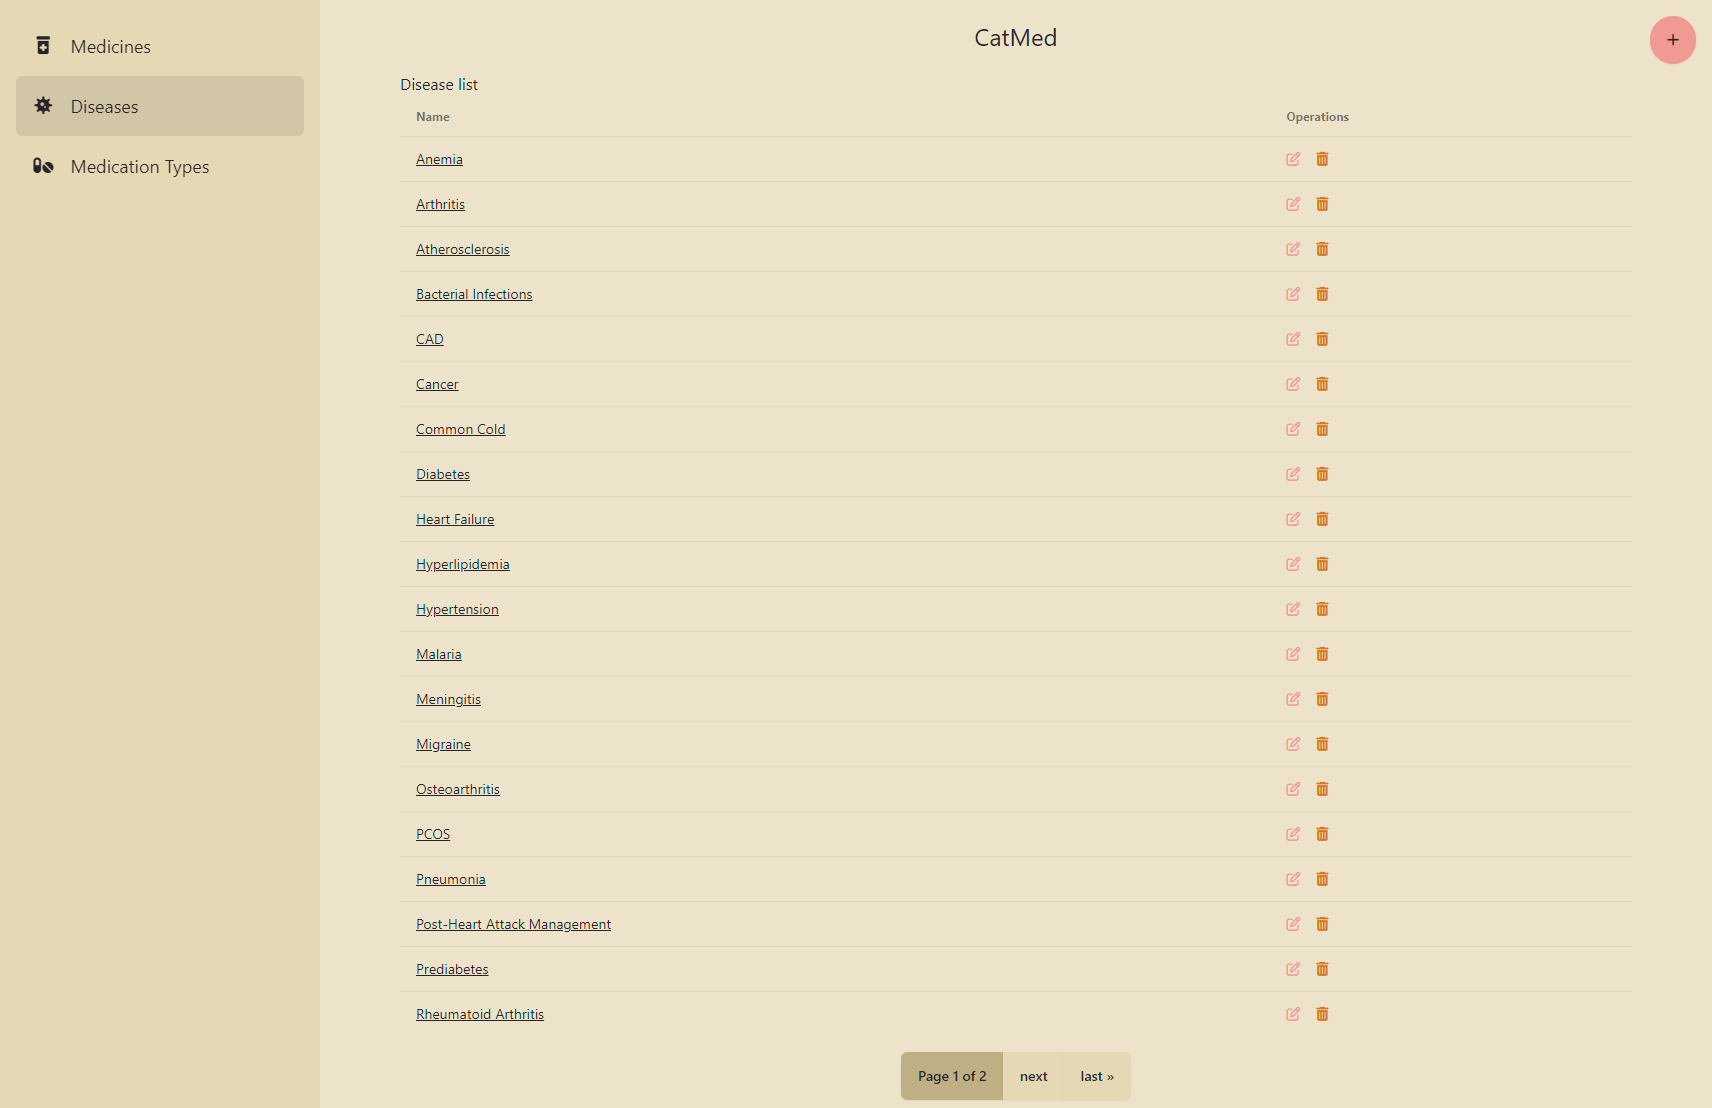 Medicines
Diseases
Medication Types
CatMed
+
Disease list
Name Operations
Anemia
Arthritis
Atherosclerosis
Bacterial Infections
CAD
Cancer
Common Cold
Diabetes
Heart Failure
Hyperlipidemia
Hypertension
Malaria
Meningitis
Migraine
Osteoarthritis
PCOS
Pneumonia
Post-Heart Attack Management
Prediabetes
Rheumatoid Arthritis
Page 1 of 2 next last »